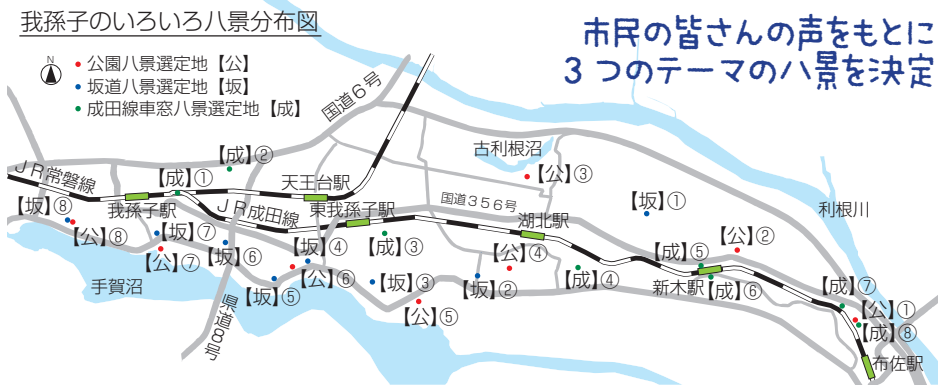 我孫子のいろいろ八景分布図
市民の皆さんの声をもとに
3つのテーマの八景を決定
N
公園八景選定地【公】
坂道八景選定地【坂】
成田線車窓八景選定地【成】
国道6号
【成】②
古利根沼
【公】③
JR常磐線
【成】①
天王台駅
【坂】⑧
我孫子駅
JR成田線
東我孫子駅
国道356号
湖北駅
【坂】①
利根川
【公】⑧
【坂】⑦
【坂】④
【成】③
【公】②
【公】⑦
【坂】⑥
【公】④
【成】⑤
手賀沼
【公】⑥
【坂】③
【坂】②
【成】④
新木駅
【成】⑥
【成】⑦
【坂】⑤
県道8号
【公】⑤
【公】①
【成】⑧
布佐駅